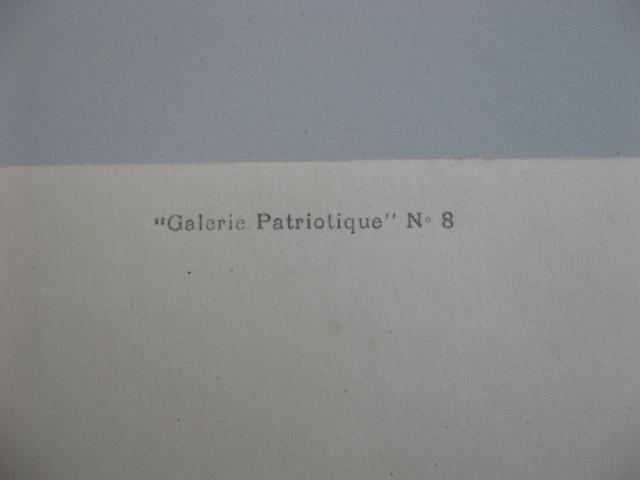 "Galerie Patriotique" N° 8